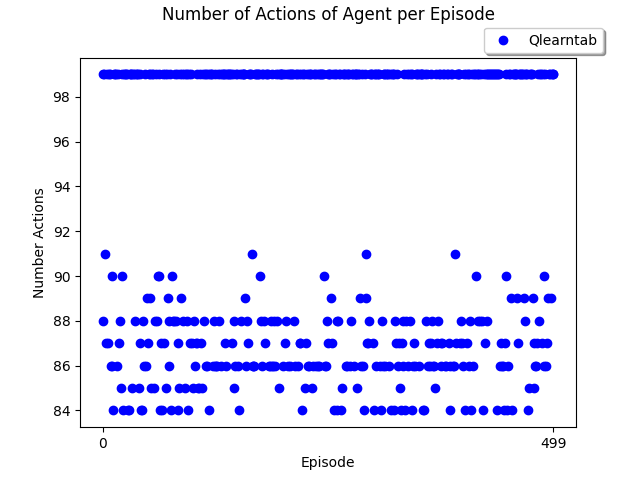 Number of Actions of Agent per Episode
Qlearntab
98
96
94
92
90
88
86
84
Number Actions
0
499
Episode